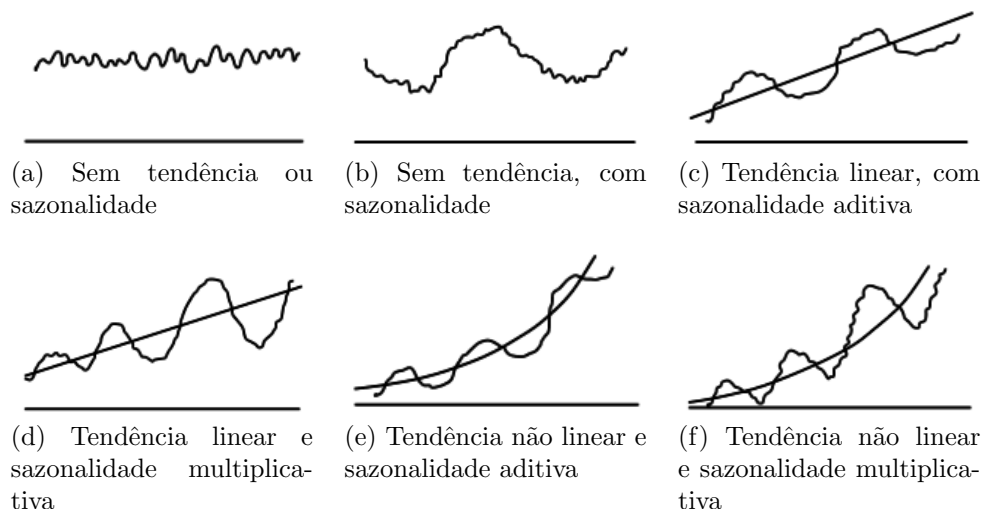 (a) Sem tendência ou
sazonalidade
(b) Sem tendência, com
sazonalidade
(c) Tendência linear, com
sazonalidade aditiva
(d) Tendência linear e
sazonalidade multiplica-
tiva
(e) Tendência não linear e
sazonalidade aditiva
(f) Tendência não linear
e sazonalidade multiplica-
tiva